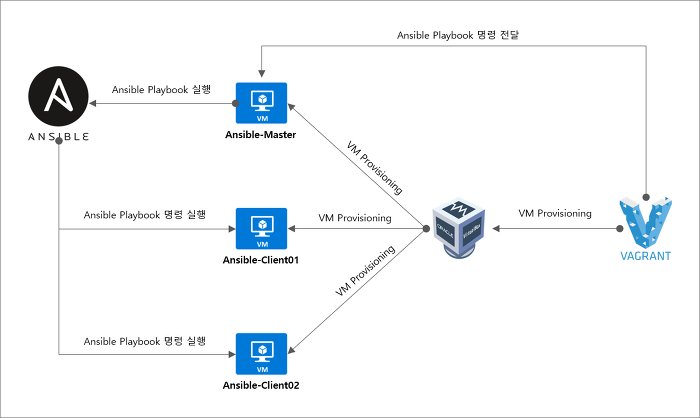 Ansible Playbook 명령 전달
Ansible Playbook 실행
ANSIBLE
VM
Ansible-Master
VM Provisioning
Ansible Playbook 명령 실행
VM
Ansible-Client01
VM Provisioning
ORACLE
VirtualBox
VM Provisioning
VAGRANT
VM Provisioning
Ansible Playbook 명령 실행
VM
Ansible-Client02